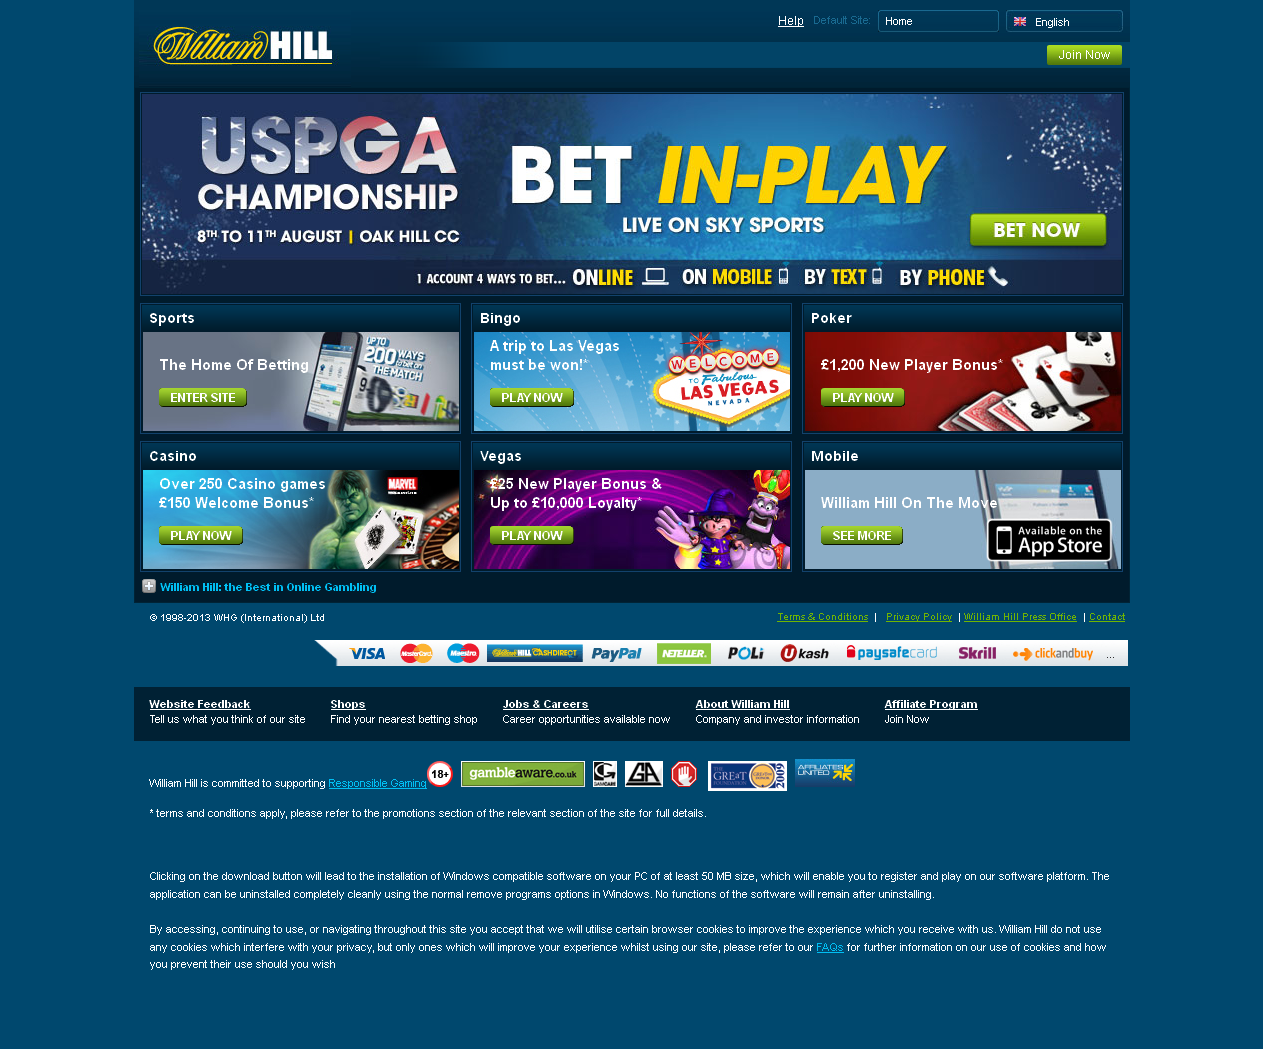 Help Default Site: Home English
William HILL
Join Now
USPGA
CHAMPIONSHIP
8TH TO 11TH AUGUST | OAK HILL CC
BET IN-PLAY
LIVE ON SKY SPORTS
BET NOW
1 ACCOUNT 4 WAYS TO BET... ONLINE ON MOBILE BY TEXT BY PHONE
Sports
The Home Of Betting
ENTER SITE
UP TO
200 WAYS
to bet on
THE MATCH
Bingo
A trip to Las Vegas
must be won!*
PLAY NOW
WELCOME
TO Fabulous
LAS VEGAS
NEVADA
Poker
£1,200 New Player Bonus*
PLAY NOW
Casino
Over 250 Casino games
£150 Welcome Bonus*
PLAY NOW
MARVEL
Vegas
£25 New Player Bonus &
Up to £10,000 Loyalty*
PLAY NOW
Mobile
William Hill On The Move
SEE MORE
Available on the
App Store
William Hill: the Best in Online Gambling
© 1998-2013 WHG (International) Ltd
Terms & Conditions | Privacy Policy | William Hill Press Office | Contact
VISA MasterCard Maestro William HILL CASHDIRECT PayPal NETELLER. POLi Ukash paysafecard Skrill clickandbuy ...
Website Feedback
Tell us what you think of our site
Shops
Find your nearest betting shop
Jobs & Careers
Career opportunities available now
About William Hill
Company and investor information
Affiliate Program
Join Now
William Hill is committed to supporting Responsible Gaming 18+ gambleaware.co.uk GAMCARE THE GREaT FOUNDATION 2009 AFFILIATES UNITED
* terms and conditions apply, please refer to the promotions section of the relevant section of the site for full details.
Clicking on the download button will lead to the installation of Windows compatible software on your PC of at least 50 MB size, which will enable you to register and play on our software platform. The
application can be uninstalled completely cleanly using the normal remove programs options in Windows. No functions of the software will remain after uninstalling.
By accessing, continuing to use, or navigating throughout this site you accept that we will utilise certain browser cookies to improve the experience which you receive with us. William Hill do not use
any cookies which interfere with your privacy, but only ones which will improve your experience whilst using our site, please refer to our FAQs for further information on our use of cookies and how
you prevent their use should you wish